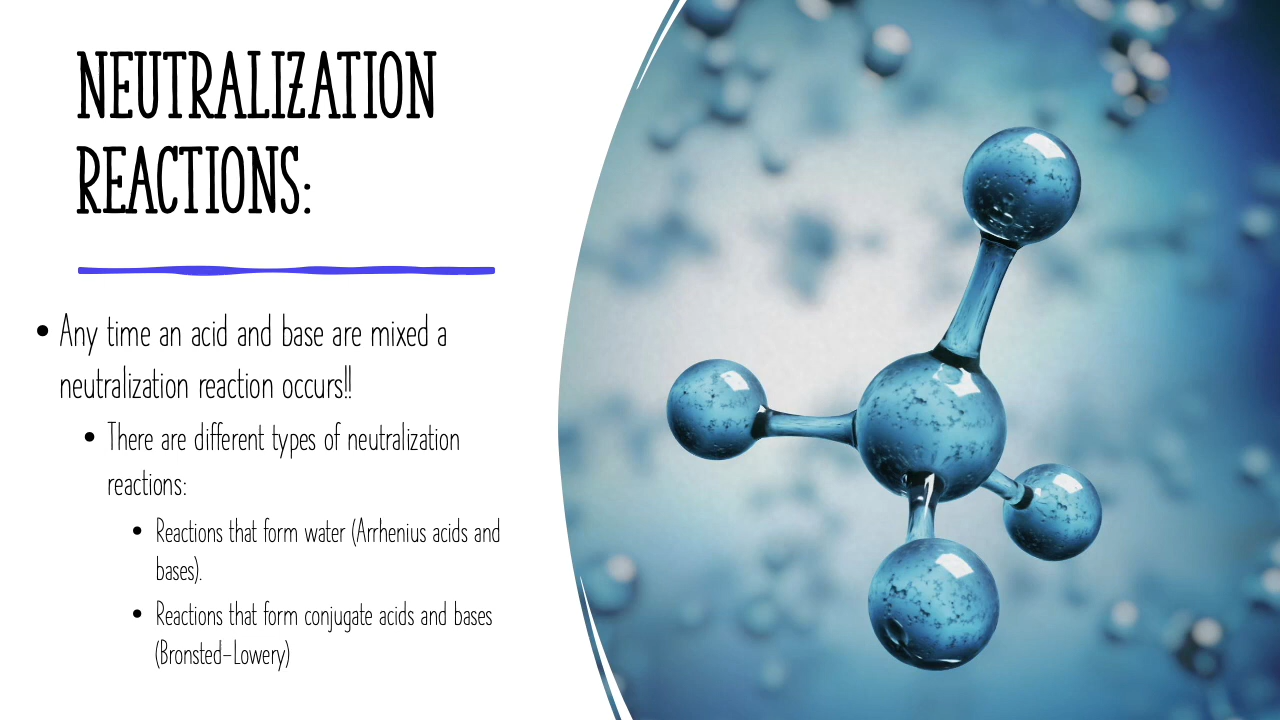 NEUTRALIZATION
REACTIONS:
• Any time an acid and base are mixed a
neutralization reaction occurs!!
• There are different types of neutralization
reactions:
• Reactions that form water (Arrhenius acids and
bases).
• Reactions that form conjugate acids and bases
(Bronsted-Lowery)